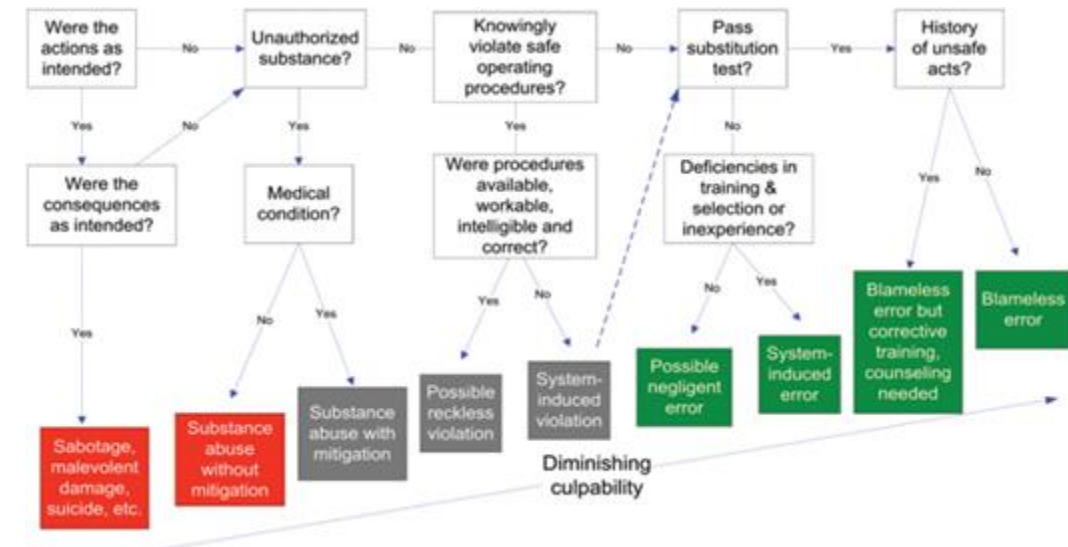 Were the
actions as
intended?
No
Unauthorized
substance?
No
Knowingly
violate safe
operating
procedures?
No
Pass
substitution
test?
Yes
History
of unsafe
acts?
Yes
No
Yes
Yes
No
Yes
No
Were the
consequences
as intended?
Medical
condition?
Were procedures
available,
workable,
intelligible and
correct?
Deficiencies in
training &
selection or
inexperience?
Yes
No
Yes
Yes
No
No
Yes
Sabotage,
malevolent
damage,
suicide, etc.
Substance
abuse
without
mitigation
Substance
abuse with
mitigation
Possible
reckless
violation
System-
induced
violation
Possible
negligent
error
System-
induced
error
Blameless
error but
corrective
training,
counseling
needed
Blameless
error
Diminishing
culpability